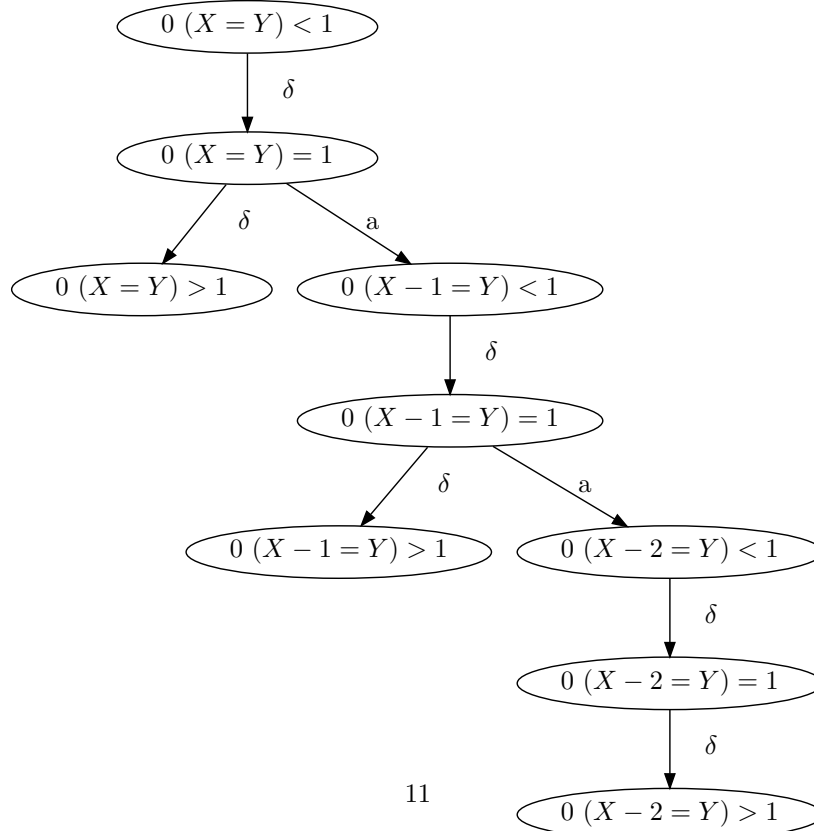 0 (X = Y) < 1
δ
0 (X = Y) = 1
δ
a
0 (X = Y) > 1
0 (X − 1 = Y) < 1
δ
0 (X − 1 = Y) = 1
δ
a
0 (X − 1 = Y) > 1
0 (X − 2 = Y) < 1
δ
0 (X − 2 = Y) = 1
δ
11
0 (X − 2 = Y) > 1